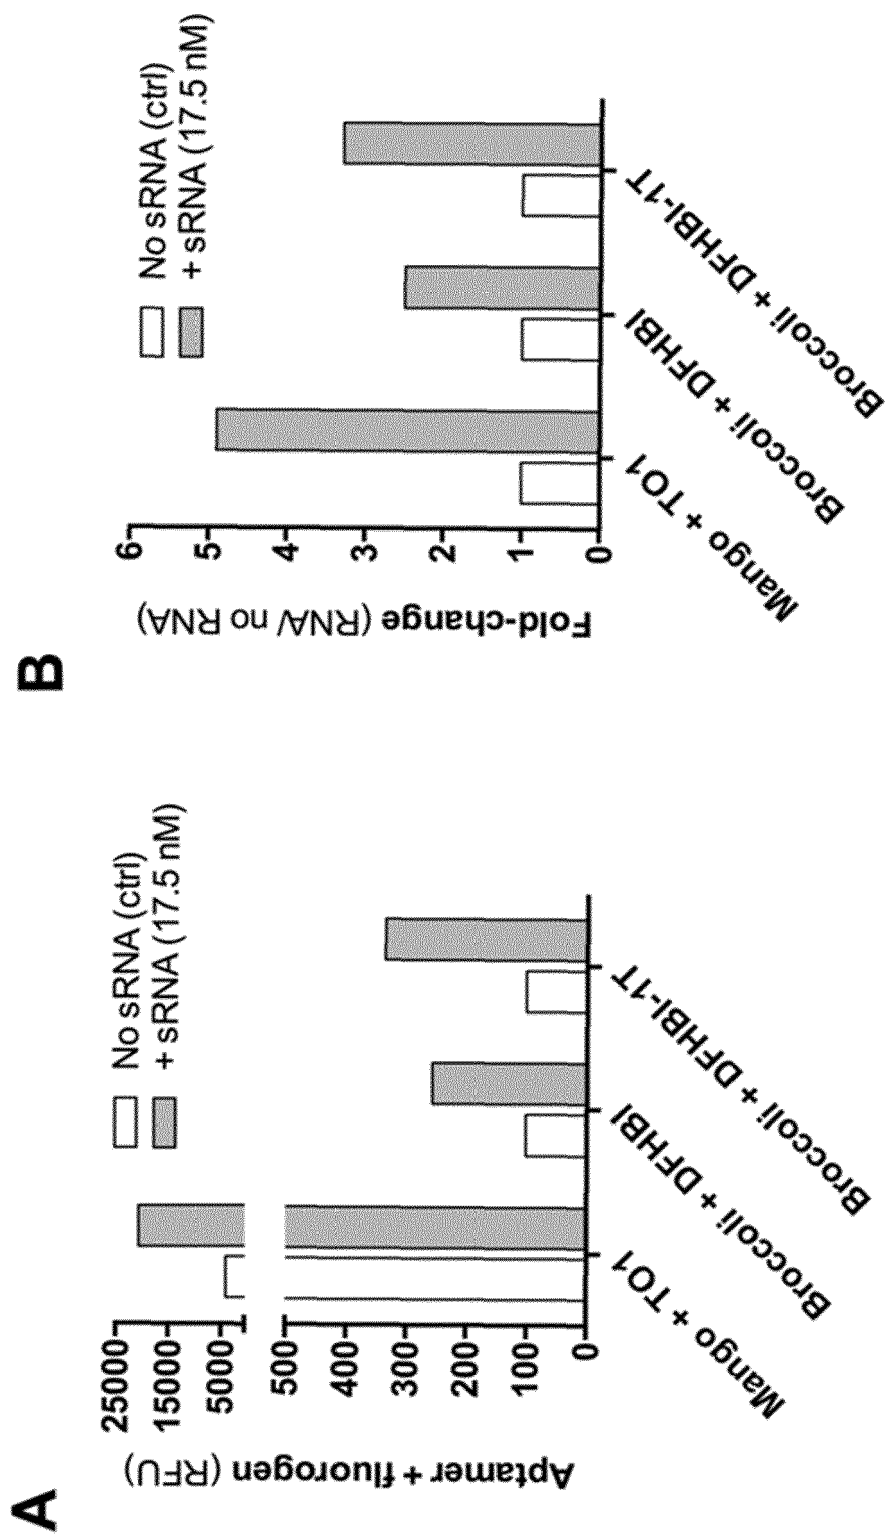 A
Aptamer + fluorogen (RFU)
25000
15000
5000
500
400
300
200
100
0
No sRNA (ctrl)
+ sRNA (17.5 nM)
Mango + TO1
Broccoli + DFHBI
Broccoli + DFHBI-1T
B
Fold-change (RNA/ no RNA)
6
5
4
3
2
1
0
No sRNA (ctrl)
+ sRNA (17.5 nM)
Mango + TO1
Broccoli + DFHBI
Broccoli + DFHBI-1T